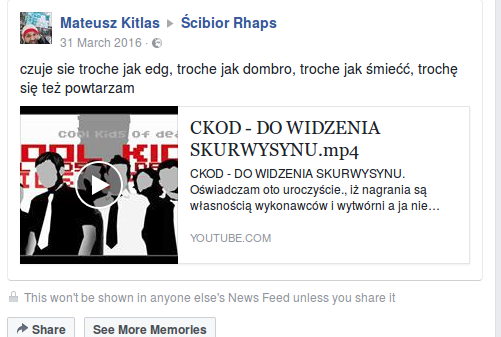 Mateusz Kitlas ▸ Ścibior Rhaps
31 March 2016 ·
czuje sie troche jak edg, troche jak dombro, troche jak śmiećć, trochę
się też powtarzam
COOL KIDS OF DEA
CKOD - DO WIDZENIA
SKURWYSYNU.mp4
CKOD - DO WIDZENIA SKURWYSYNU.
Oświadczam oto uroczyście., iż nagrania są
własnością wykonawców i wytwórni a ja nie…
YOUTUBE.COM
This won't be shown in anyone else's News Feed unless you share it
Share
See More Memories